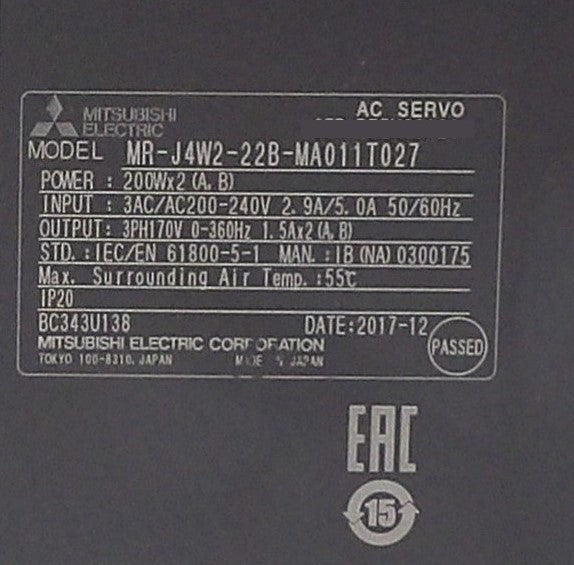 AC SERVO
MITSUBISHI
ELECTRIC
MODEL MR-J4W2-22B-MA011T027
POWER : 200Wx2 (A, B)
INPUT : 3AC/AC200-240V 2.9A/5.0A 50/60Hz
OUTPUT: 3PH170V 0-360Hz 1.5Ax2 (A, B)
STD. : IEC/EN 61800-5-1 MAN. : IB (NA) 0300175
Max. Surrounding Air Temp. : 55℃
IP20
BC343U138 DATE:2017-12
MITSUBISHI ELECTRIC CORPORATION
PASSED
TOKYO 100-8310, JAPAN MADE IN JAPAN
EAC
15